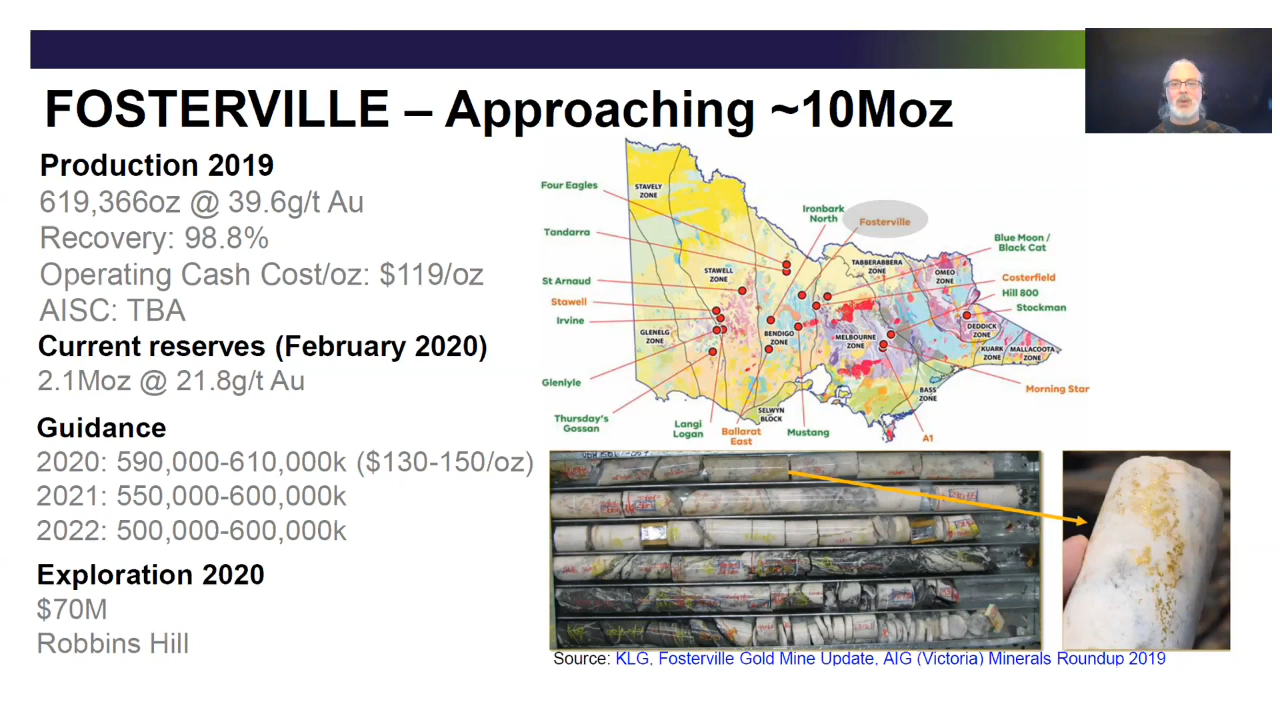 FOSTERVILLE – Approaching ~10Moz
Production 2019
619,366oz @ 39.6g/t Au
Recovery: 98.8%
Operating Cash Cost/oz: $119/oz
AISC: TBA
Current reserves (February 2020)
2.1Moz @ 21.8g/t Au
Guidance
2020: 590,000-610,000k ($130-150/oz)
2021: 550,000-600,000k
2022: 500,000-600,000k
Exploration 2020
$70M
Robbins Hill
Four Eagles
Tandarra
St Arnaud
Stawell
Irvine
Glenlyle
Thursday's
Gossan
Langi
Logan
Ballarat
East
Mustang
A1
Morning Star
Stockman
Hill 800
Costerfield
Blue Moon /
Black Cat
Fosterville
Ironbark
North
STAVELY
ZONE
STAWELL
ZONE
GLENELG
ZONE
BENDIGO
ZONE
SELWYN
BLOCK
MELBOURNE
ZONE
TABBERABBERA
ZONE
OMEO
ZONE
DEDDICK
ZONE
KUARK
ZONE
MALLACOOTA
ZONE
BASS
ZONE
Source: KLG, Fosterville Gold Mine Update, AIG (Victoria) Minerals Roundup 2019